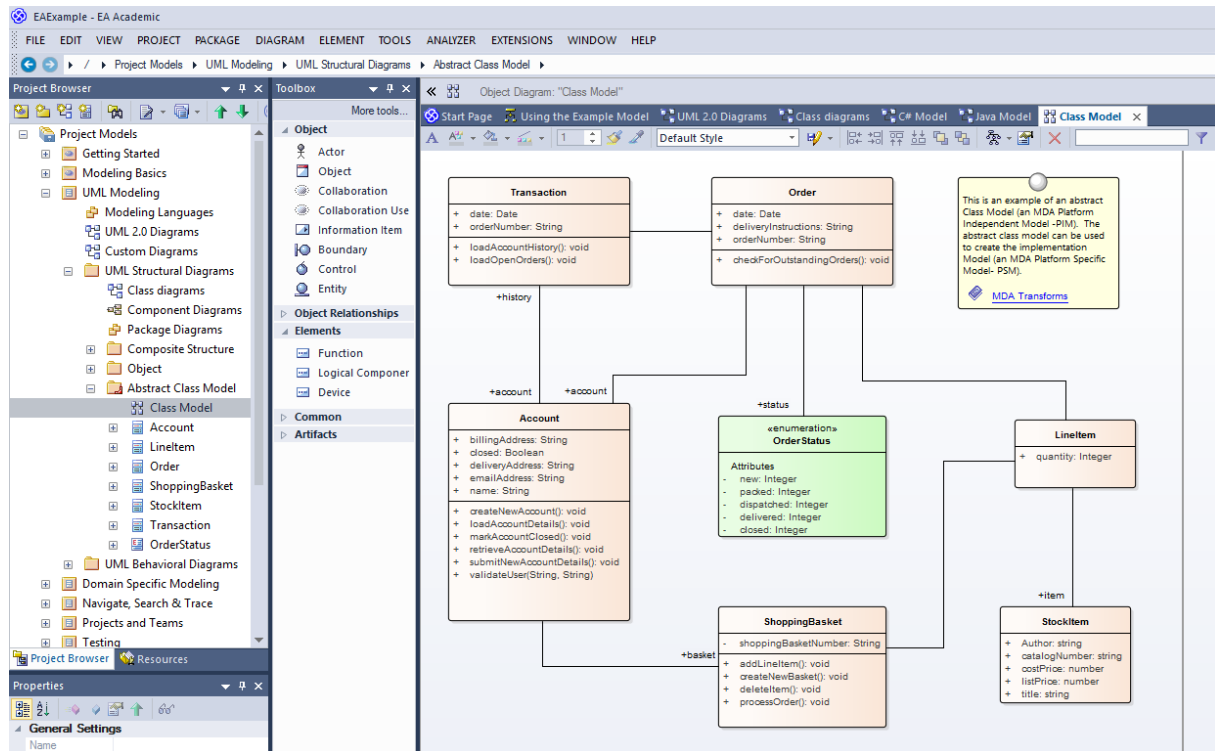 EAExample - EA Academic
FILE EDIT VIEW PROJECT PACKAGE DIAGRAM ELEMENT TOOLS ANALYZER EXTENSIONS WINDOW HELP
/ Project Models UML Modeling UML Structural Diagrams Abstract Class Model
Project Browser
Project Models
Getting Started
Modeling Basics
UML Modeling
Modeling Languages
UML 2.0 Diagrams
Custom Diagrams
UML Structural Diagrams
Class diagrams
Component Diagrams
Package Diagrams
Composite Structure
Object
Abstract Class Model
Class Model
Account
LineItem
Order
ShoppingBasket
StockItem
Transaction
OrderStatus
UML Behavioral Diagrams
Domain Specific Modeling
Navigate, Search & Trace
Projects and Teams
Testing
Project Browser Resources
Properties
General Settings
Name
Toolbox
More tools...
Object
Actor
Object
Collaboration
Collaboration Use
Information Item
Boundary
Control
Entity
Object Relationships
Elements
Function
Logical Componer
Device
Common
Artifacts
Object Diagram: "Class Model"
Start Page Using the Example Model UML 2.0 Diagrams Class diagrams C# Model Java Model Class Model
1 Default Style
Transaction
+ date: Date
+ orderNumber: String
+ loadAccountHistory(): void
+ loadOpenOrders(): void
Order
+ date: Date
+ deliveryInstructions: String
+ orderNumber: String
+ checkForOutstandingOrders(): void
This is an example of an abstract
Class Model (an MDA Platform
Independent Model -PIM). The
abstract class model can be used
to create the implementation
Model (an MDA Platform Specific
Model- PSM).
MDA Transforms
+history
+account
+account
+status
Account
+ billingAddress: String
+ closed: Boolean
+ deliveryAddress: String
+ emailAddress: String
+ name: String
+ createNewAccount(): void
+ loadAccountDetails(): void
+ markAccountClosed(): void
+ retrieveAccountDetails(): void
+ submitNewAccountDetails(): void
+ validateUser(String, String)
«enumeration»
OrderStatus
Attributes
- new: Integer
- packed: Integer
- dispatched: Integer
- delivered: Integer
- closed: Integer
LineItem
+ quantity: Integer
+item
+basket
ShoppingBasket
- shoppingBasketNumber: String
+ addLineItem(): void
+ createNewBasket(): void
+ deleteItem(): void
+ processOrder(): void
StockItem
+ Author: string
+ catalogNumber: string
+ costPrice: number
+ listPrice: number
+ title: string